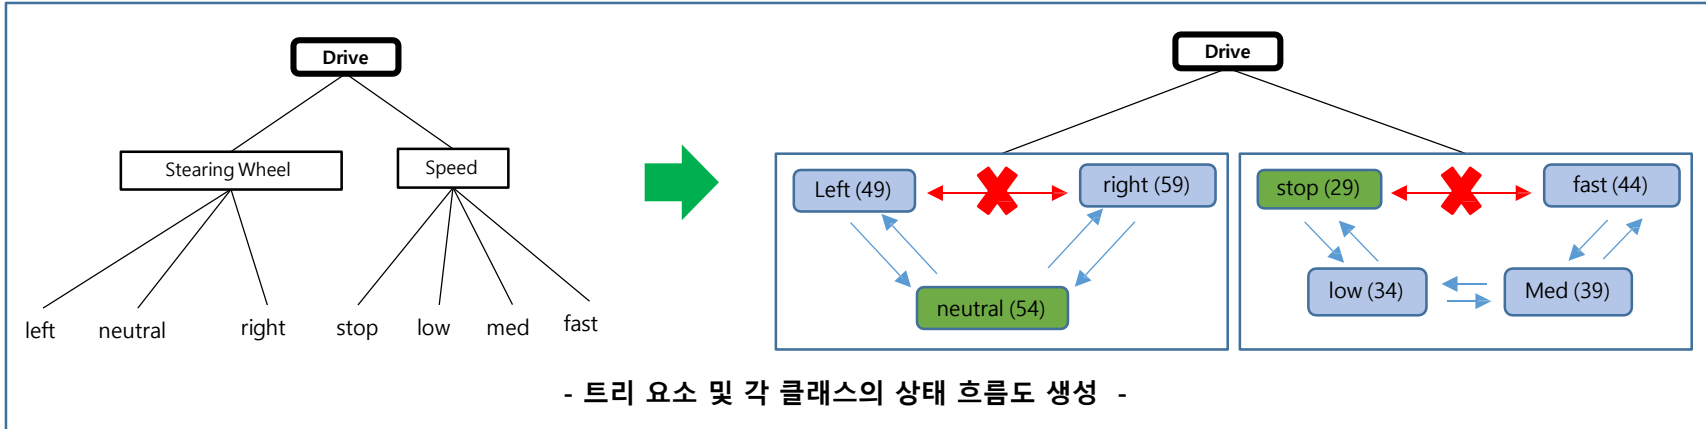 Drive
Stearing Wheel
Speed
left neutral right stop low med fast
Drive
Left (49)
right (59)
neutral (54)
stop (29)
fast (44)
low (34)
Med (39)
- 트리 요소 및 각 클래스의 상태 흐름도 생성 -